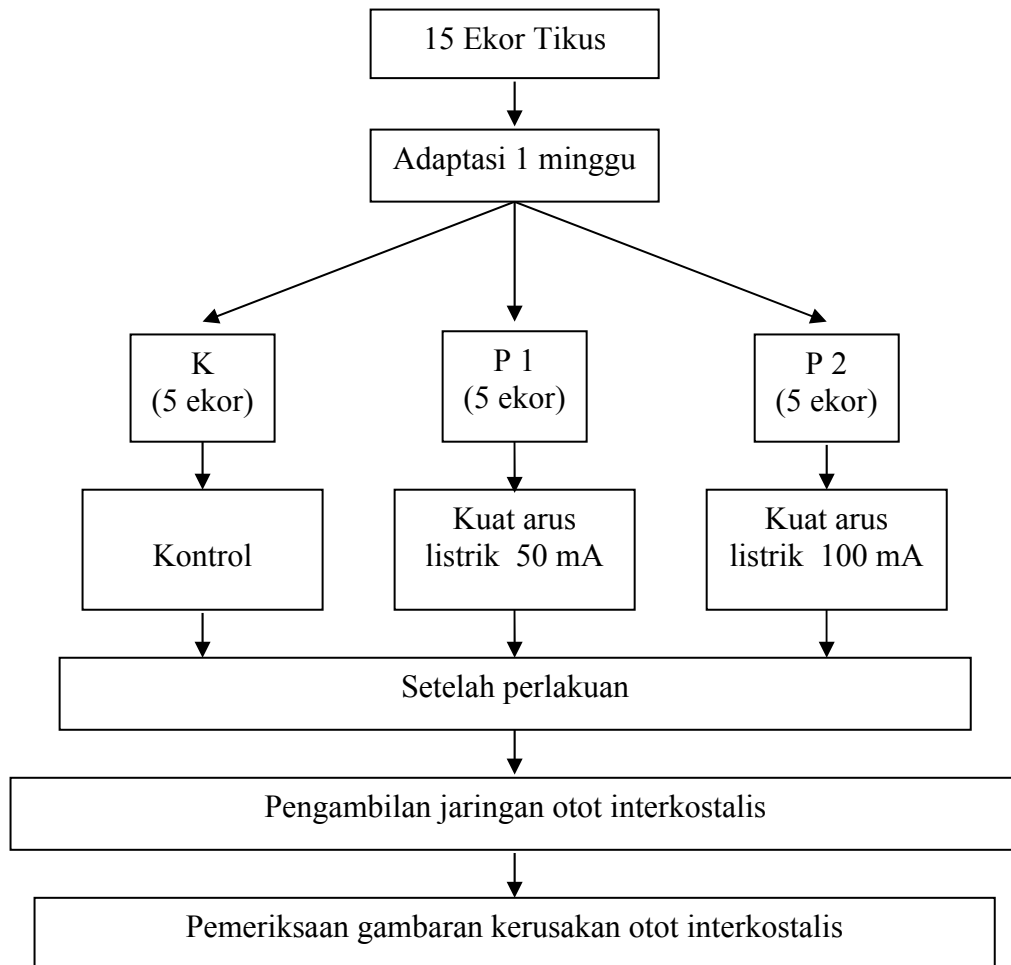 15 Ekor Tikus
Adaptasi 1 minggu
K
(5 ekor)
P 1
(5 ekor)
P 2
(5 ekor)
Kontrol
Kuat arus
listrik 50 mA
Kuat arus
listrik 100 mA
Setelah perlakuan
Pengambilan jaringan otot interkostalis
Pemeriksaan gambaran kerusakan otot interkostalis